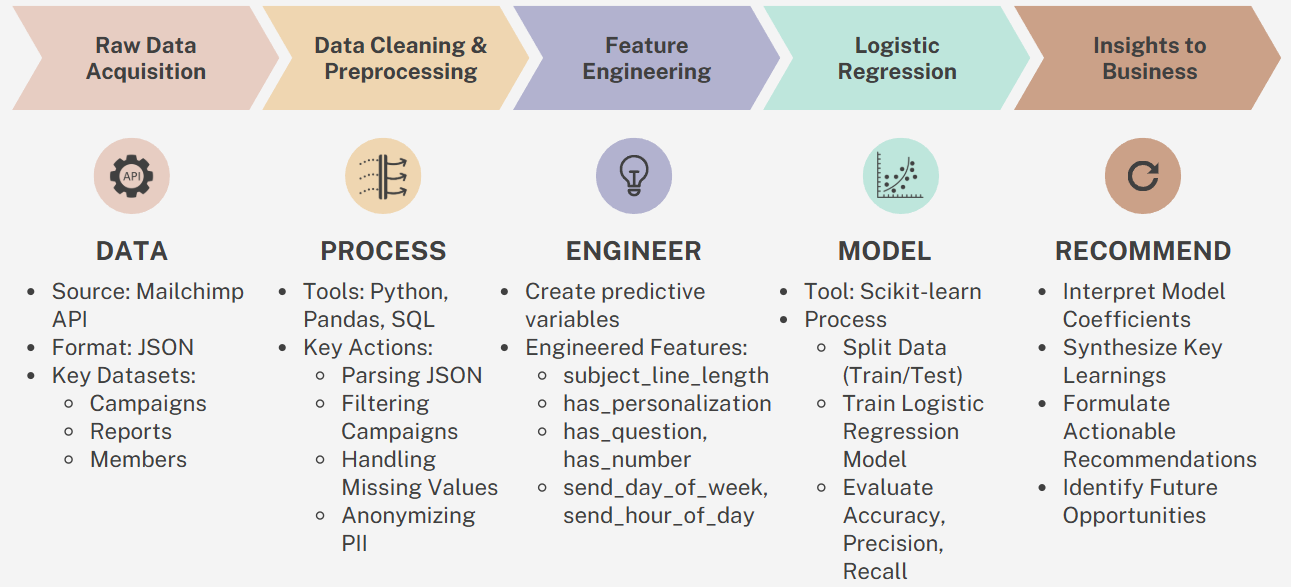 Raw Data
Acquisition
Data Cleaning &
Preprocessing
Feature
Engineering
Logistic
Regression
Insights to
Business
API
DATA
• Source: Mailchimp
API
• Format: JSON
• Key Datasets:
◦ Campaigns
◦ Reports
◦ Members
PROCESS
• Tools: Python,
Pandas, SQL
• Key Actions:
◦ Parsing JSON
◦ Filtering
Campaigns
◦ Handling
Missing Values
◦ Anonymizing
PII
ENGINEER
• Create predictive
variables
• Engineered Features:
◦ subject_line_length
◦ has_personalization
◦ has_question,
has_number
◦ send_day_of_week,
send_hour_of_day
MODEL
• Tool: Scikit-learn
• Process
◦ Split Data
(Train/Test)
◦ Train Logistic
Regression
Model
◦ Evaluate
Accuracy,
Precision,
Recall
RECOMMEND
• Interpret Model
Coefficients
• Synthesize Key
Learnings
• Formulate
Actionable
Recommendations
• Identify Future
Opportunities